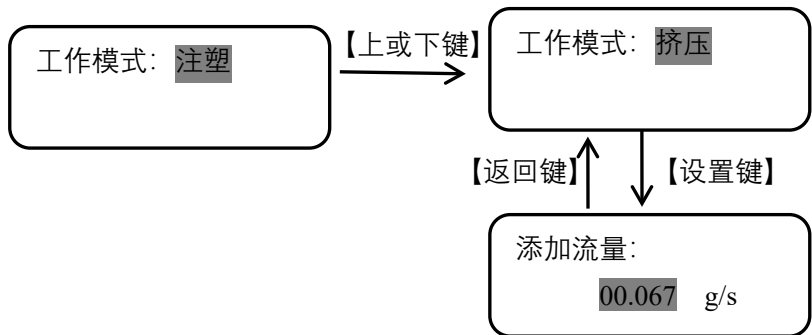 工作模式：注塑
【上或下键】
工作模式：挤压
【返回键】
【设置键】
添加流量：
00.067 g/s